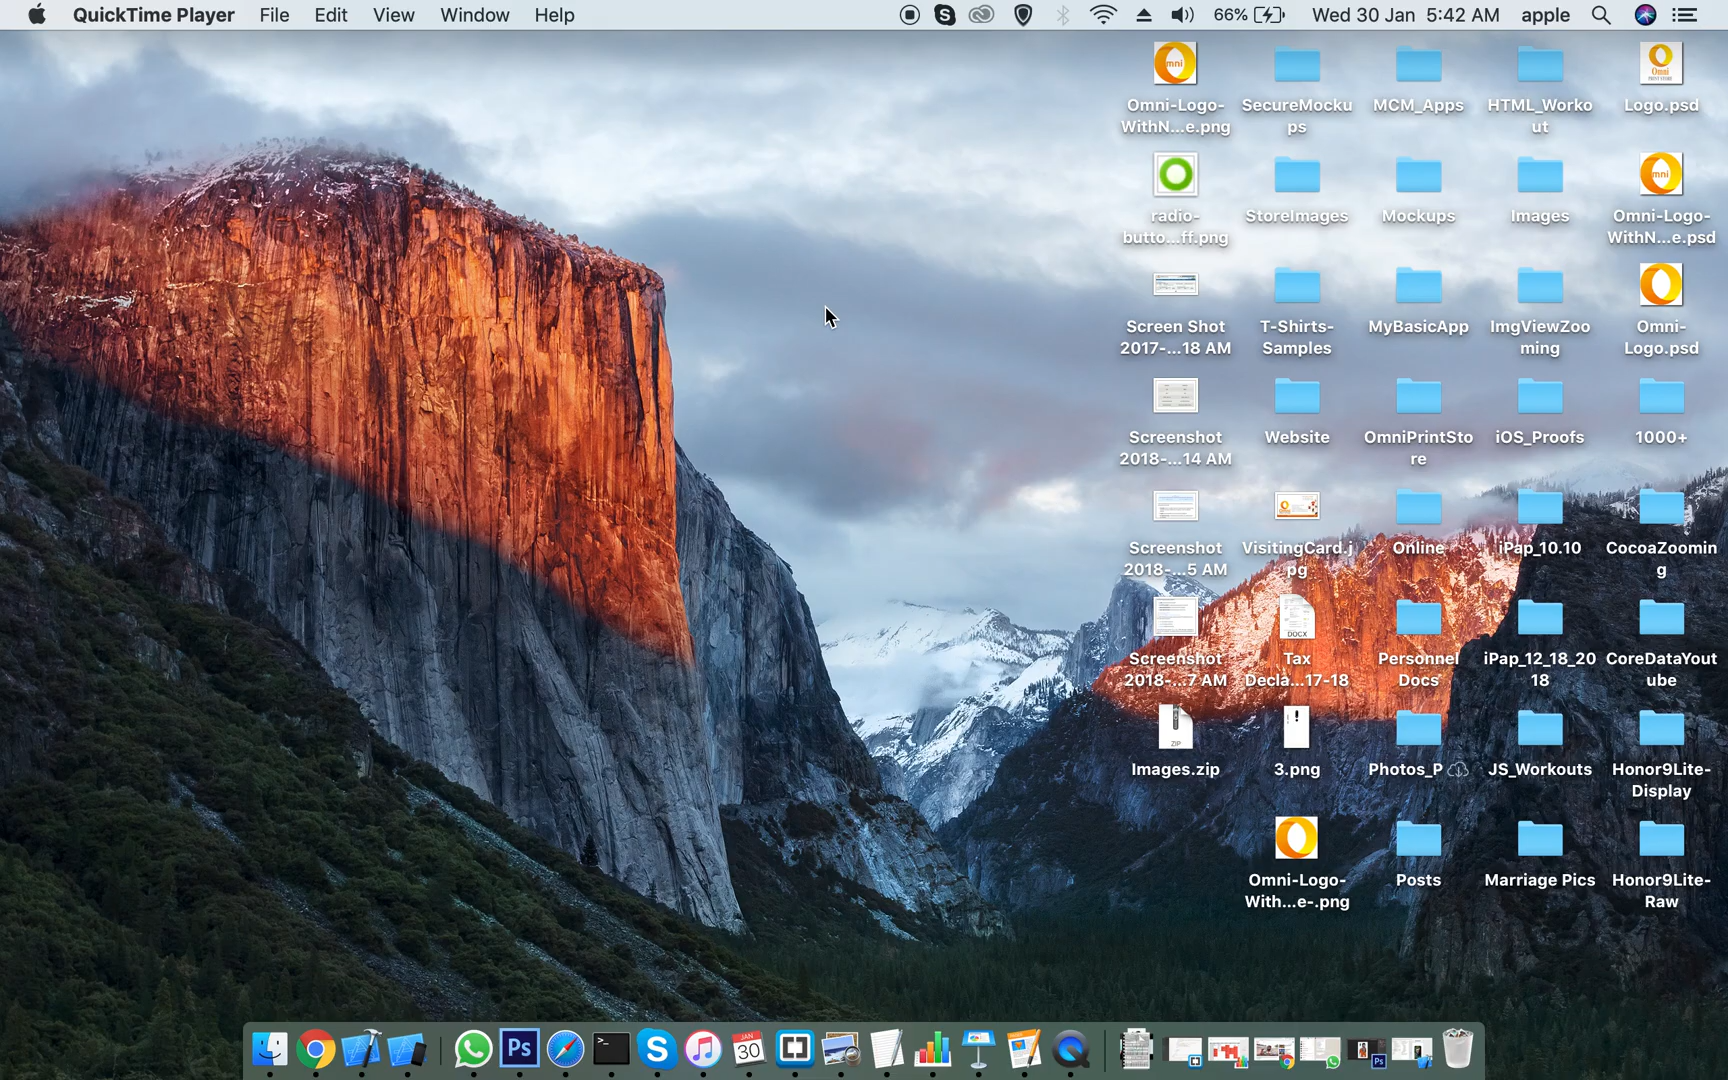 QuickTime Player File Edit View Window Help 66% Wed 30 Jan 5:42 AM apple
Omni-Logo-
WithN...e.png
SecureMocku
ps
MCM_Apps
HTML_Worko
ut
Logo.psd
radio-
butto...ff.png
StoreImages
Mockups
Images
Omni-Logo-
WithN...e.psd
Screen Shot
2017-...18 AM
T-Shirts-
Samples
MyBasicApp
ImgViewZoo
ming
Omni-
Logo.psd
Screenshot
2018-...14 AM
Website
OmniPrintSto
re
iOS_Proofs
1000+
Screenshot
2018-...5 AM
VisitingCard.j
pg
Online
iPap_10.10
CocoaZoomin
g
DOCX
Screenshot
2018-...7 AM
Tax
Decla...17-18
Personnel
Docs
iPap_12_18_20
18
CoreDataYout
ube
ZIP
Images.zip
3.png
Photos_P
JS_Workouts
Honor9Lite-
Display
Omni-Logo-
With...e-.png
Posts
Marriage Pics
Honor9Lite-
Raw
Ps
JAN
30